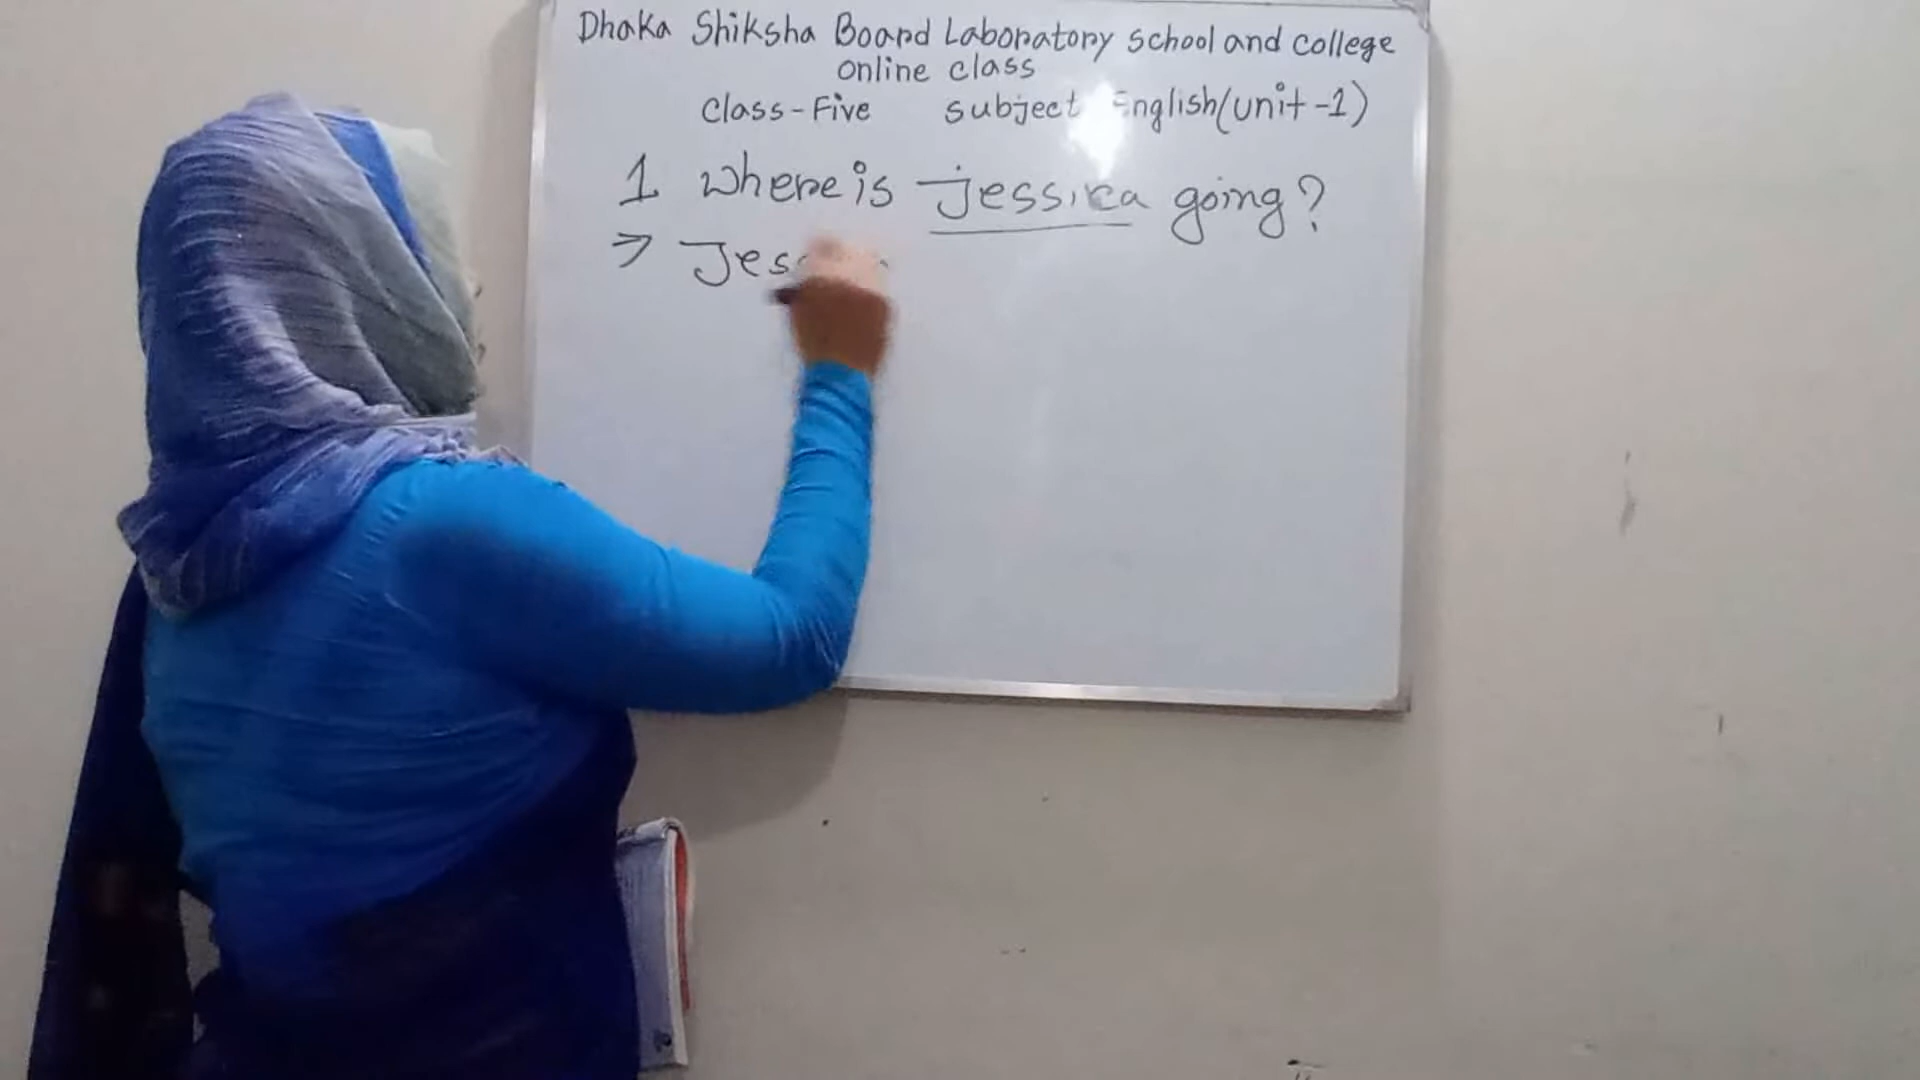 Dhaka Shiksha Board Laboratory school and college
online class
Class-Five subject English(unit-1)
1 where is jessica going?
⇒ Jess